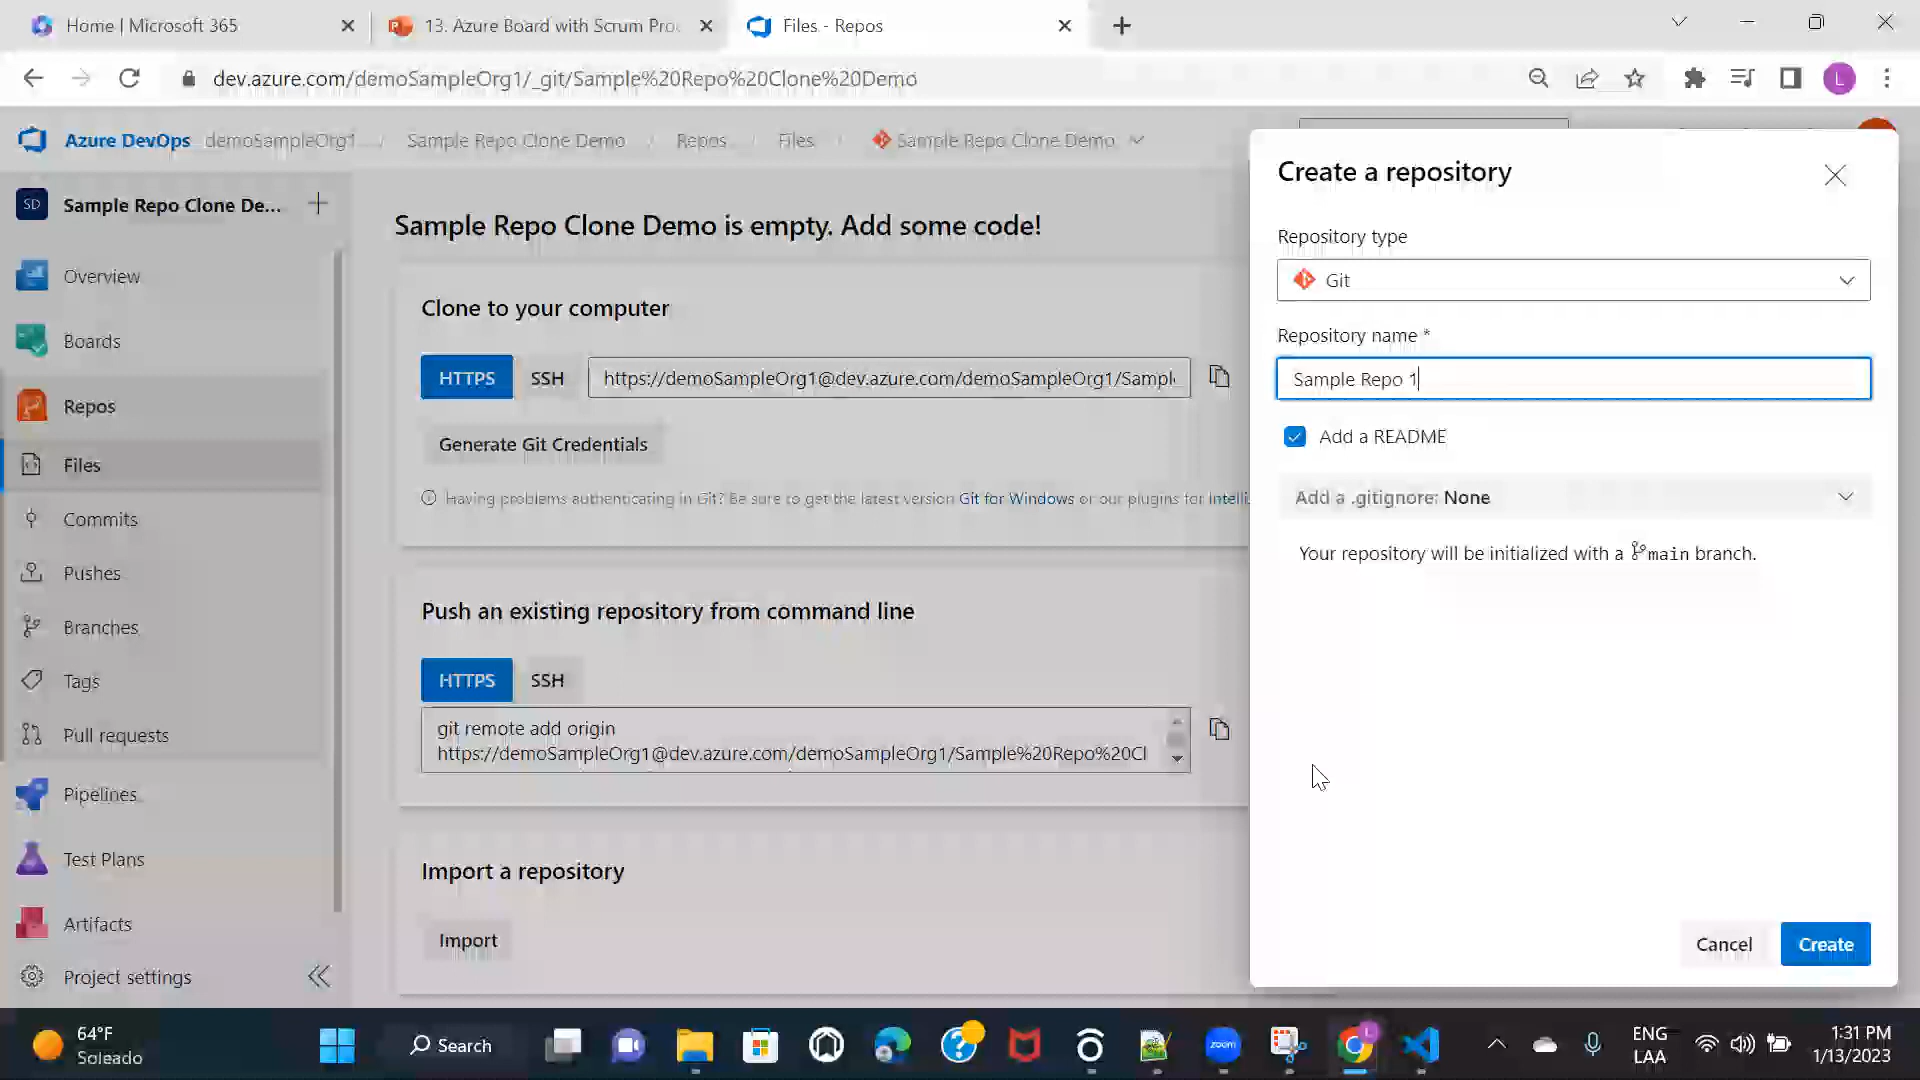 Home | Microsoft 365
13. Azure Board with Scrum Pro
Files - Repos
dev.azure.com/demoSampleOrg1/_git/Sample%20Repo%20Clone%20Demo
L
Azure DevOps demoSampleOrg1 / Sample Repo Clone Demo / Repos / Files / Sample Repo Clone Demo
SD Sample Repo Clone De...
Overview
Boards
Repos
Files
Commits
Pushes
Branches
Tags
Pull requests
Pipelines
Test Plans
Artifacts
Project settings
Sample Repo Clone Demo is empty. Add some code!
Clone to your computer
HTTPS SSH https://demoSampleOrg1@dev.azure.com/demoSampleOrg1/Sampl
Generate Git Credentials
Having problems authenticating in Git? Be sure to get the latest version Git for Windows or our plugins for Intelli
Push an existing repository from command line
HTTPS SSH
git remote add origin
https://demoSampleOrg1@dev.azure.com/demoSampleOrg1/Sample%20Repo%20Cl
Import a repository
Import
Create a repository
Repository type
Git
Repository name *
Sample Repo 1
Add a README
Add a .gitignore: None
Your repository will be initialized with a main branch.
Cancel
Create
64°F
Soleado
Search
zoom
L
ENG
LAA
1:31 PM
1/13/2023